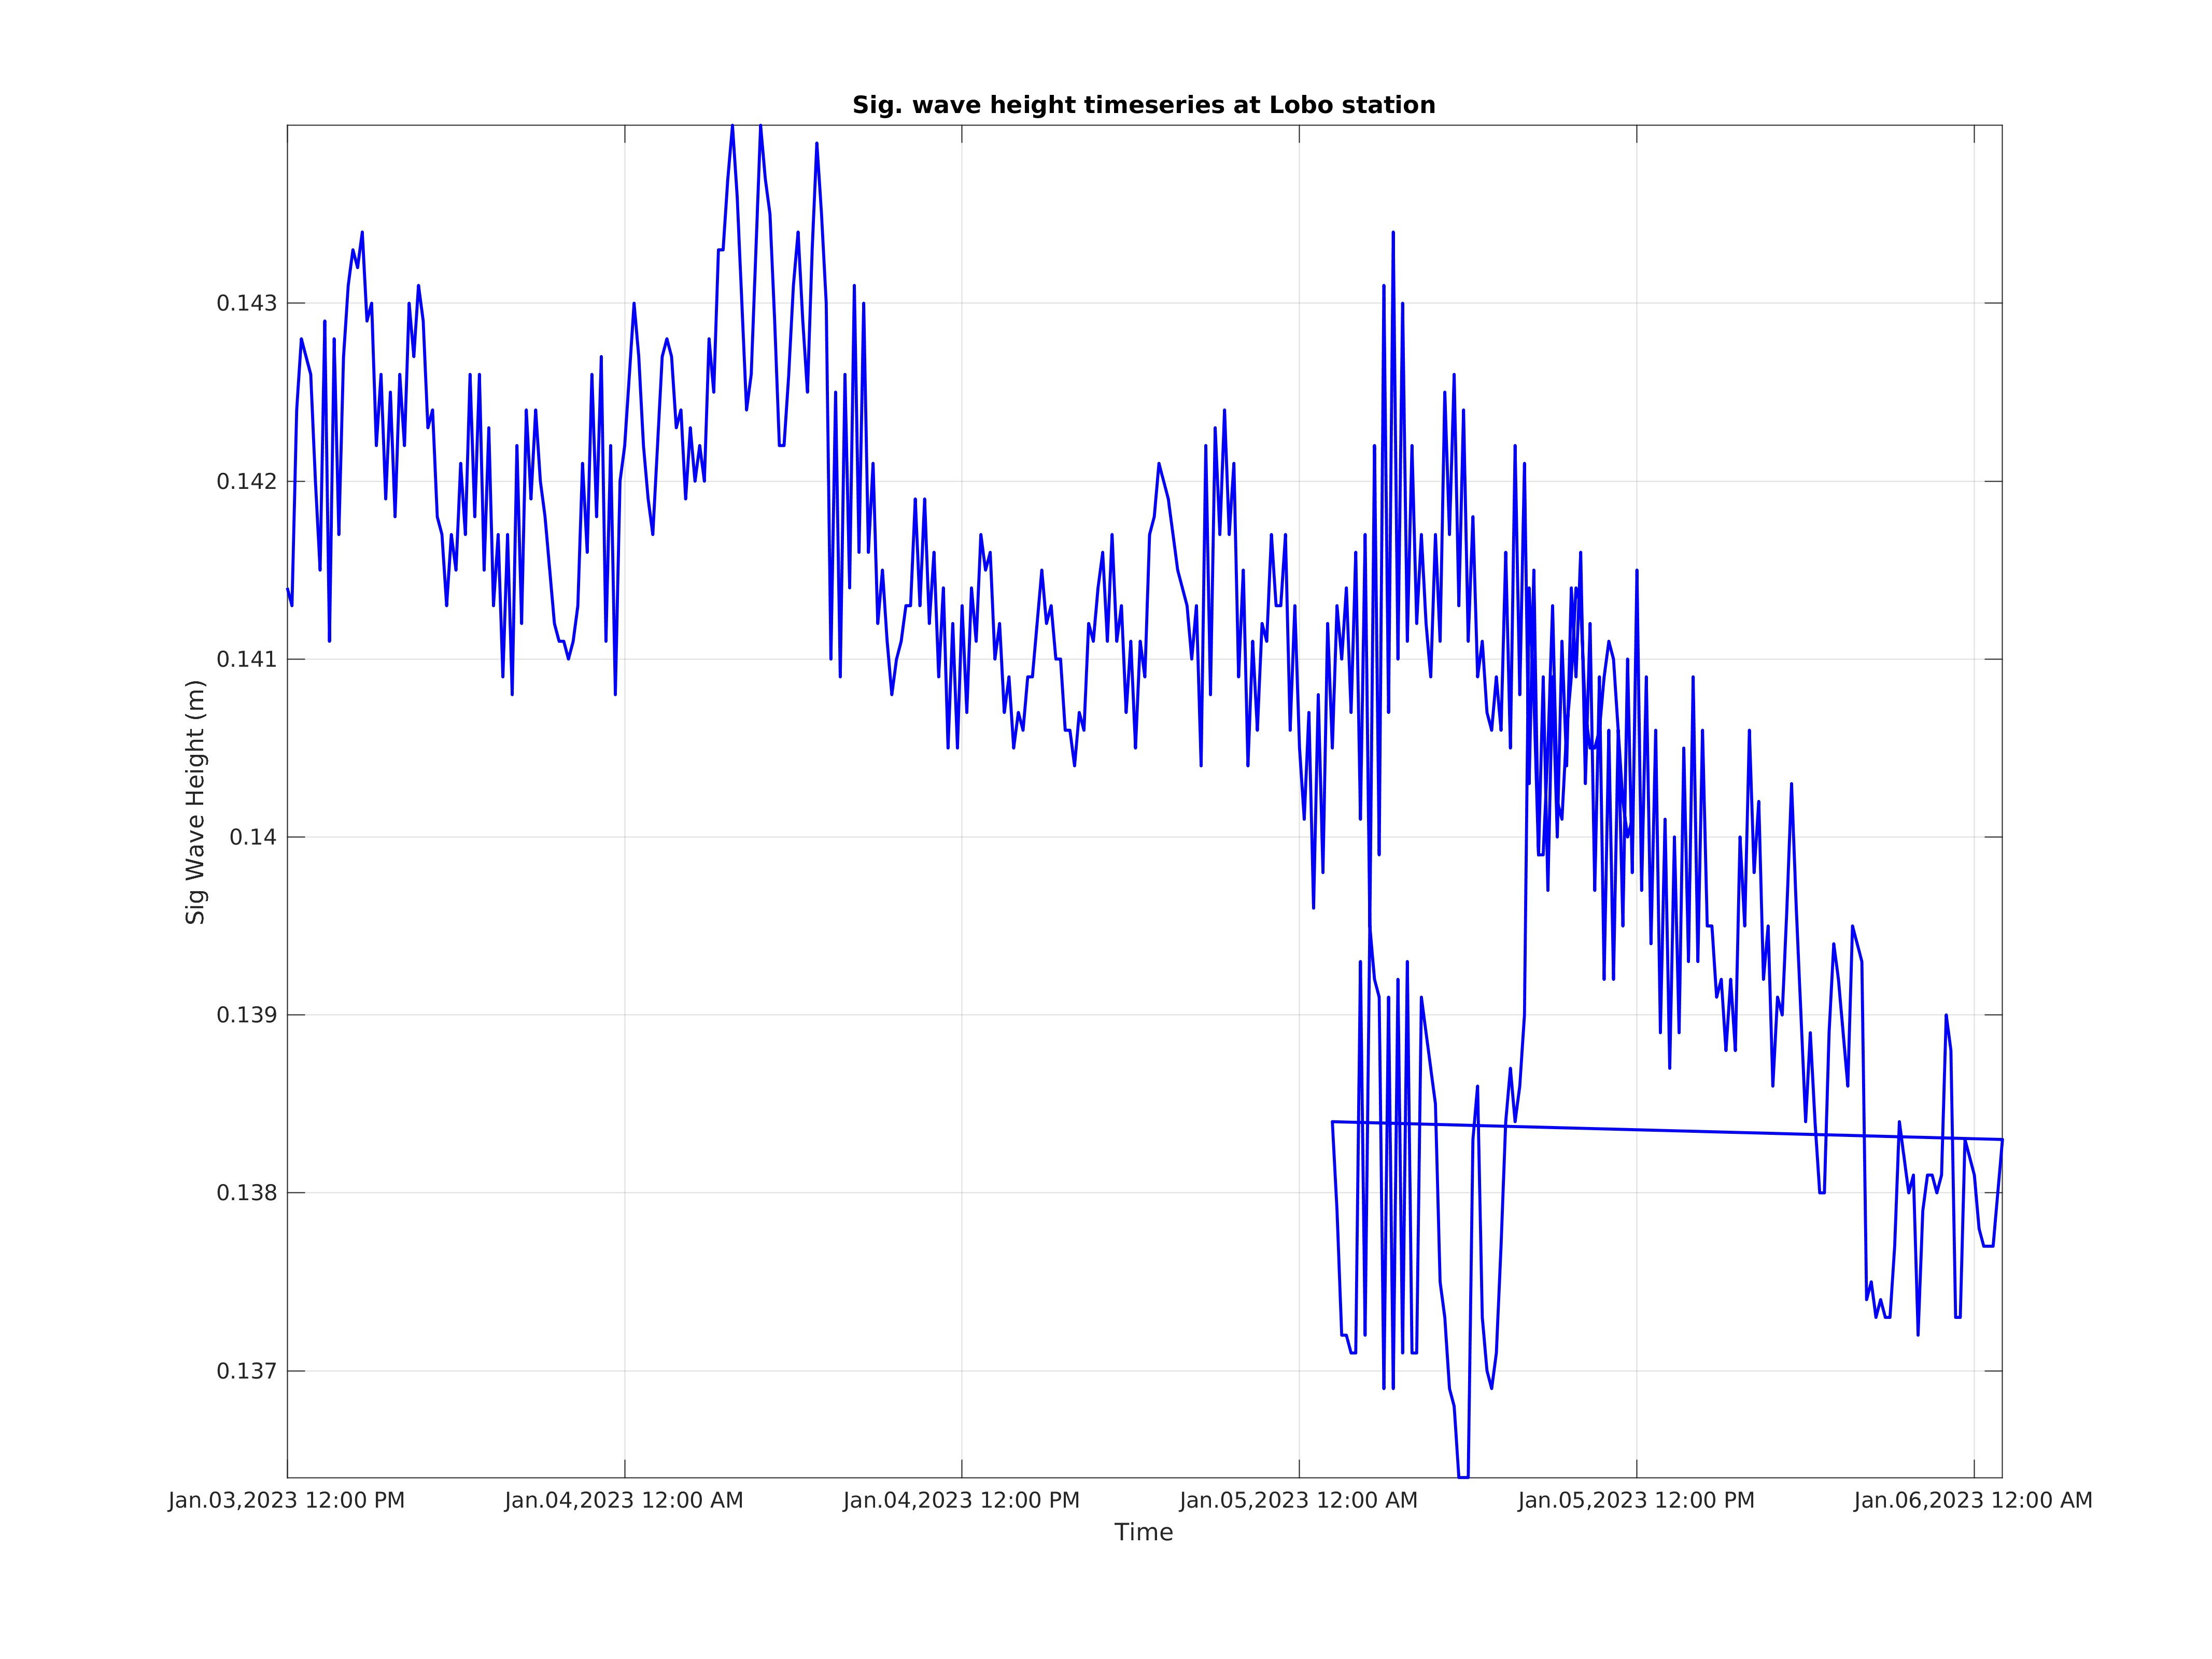 Sig. wave height timeseries at Lobo station
0.143
0.142
0.141
0.14
0.139
0.138
0.137
Sig Wave Height (m)
Jan.03,2023 12:00 PM
Jan.04,2023 12:00 AM
Jan.04,2023 12:00 PM
Jan.05,2023 12:00 AM
Jan.05,2023 12:00 PM
Jan.06,2023 12:00 AM
Time